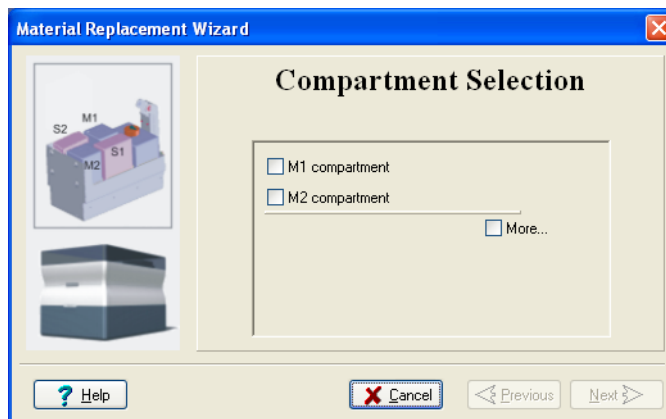 Material Replacement Wizard
Compartment Selection
S2
M1
M2
S1
M1 compartment
M2 compartment
More...
Help
Cancel
Previous
Next